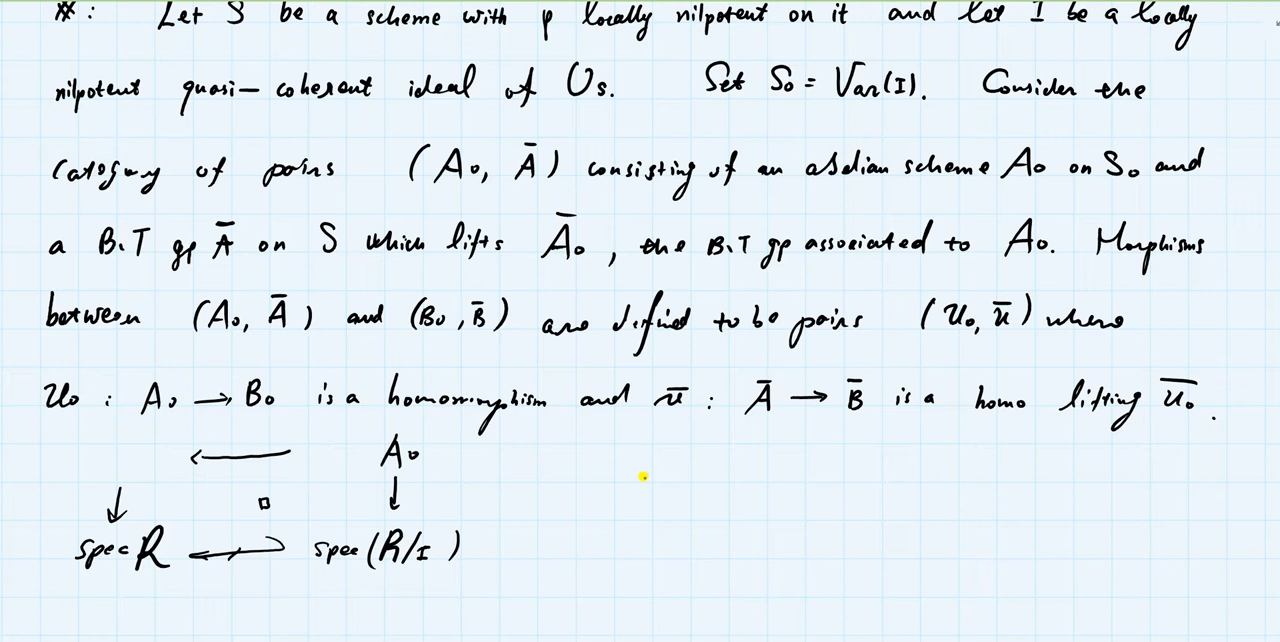 ※: Let S be a scheme with p locally nilpotent on it and let I be a locally
nilpotent quasi-coherent ideal of O_S. Set S_0 = Var(I). Consider the
category of pairs (A_0, Ā) consisting of an abelian scheme A_0 on S_0 and
a B.T gp Ā on S which lifts Ā_0, the B.T gp associated to A_0. Morphisms
between (A_0, Ā) and (B_0, B̄) are defined to be pairs (u_0, ū) where
u_0 : A_0 → B_0 is a homomorphism and ū : Ā → B̄ is a homo lifting ū_0.
← A_0
↓ □ ↓
spec R ↩ spec(R/I)